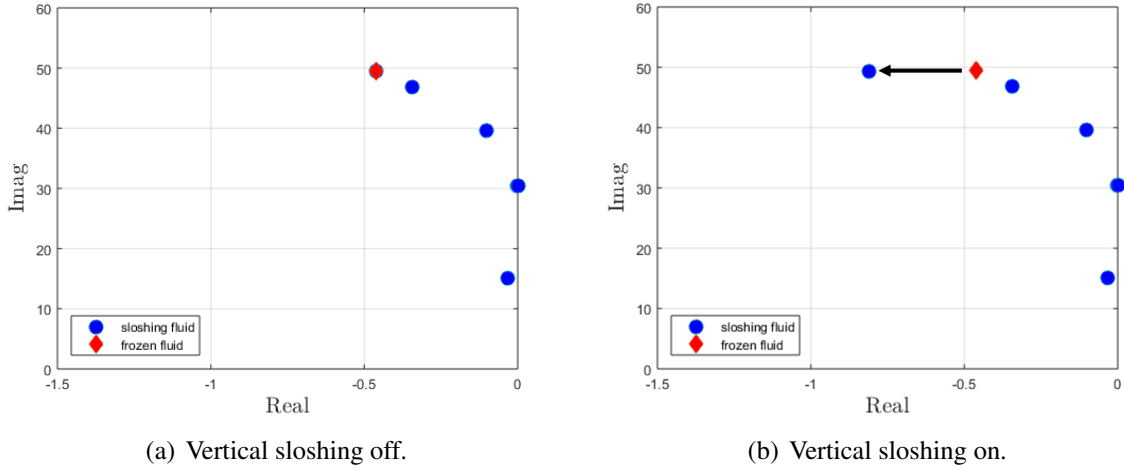 60
50
40
30
20
10
0
Imag
-1.5
-1
-0.5
0
Real
sloshing fluid
frozen fluid
(a) Vertical sloshing off.
60
50
40
30
20
10
0
Imag
-1.5
-1
-0.5
0
Real
sloshing fluid
frozen fluid
(b) Vertical sloshing on.